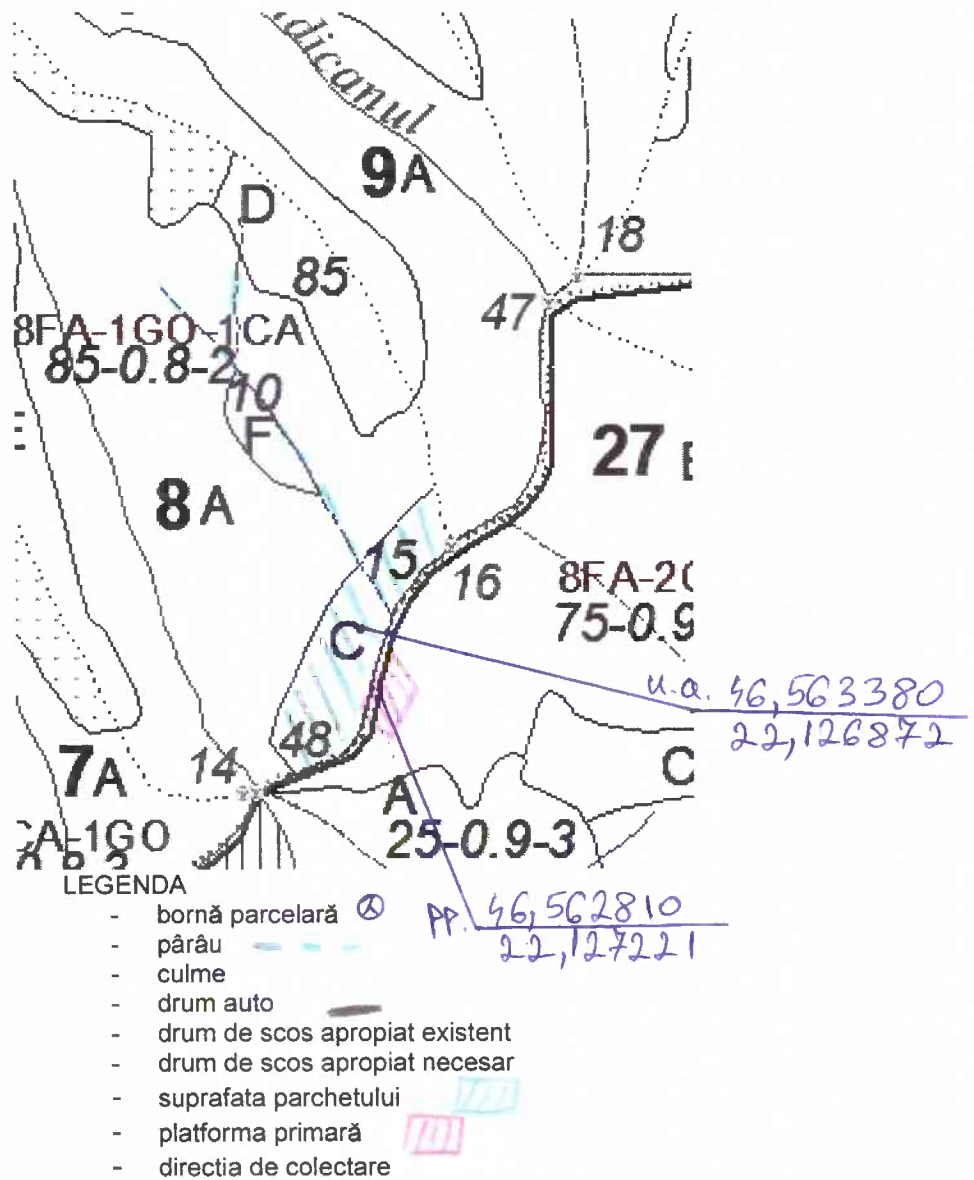 dicanul
9A
D
18
85
47
8FA-1GO-1CA
85-0.8-2
10
F
27
8A
15
16
8FA-2
75-0.9
C
u.a. 46,563380
22,126872
48
7A
14
C
A
CA-1GO
25-0.9-3
LEGENDA
- bornă parcelară
PP. 46,562810
22,127221
- pârâu
- culme
- drum auto
- drum de scos apropiat existent
- drum de scos apropiat necesar
- suprafata parchetului
- platforma primară
- directia de colectare